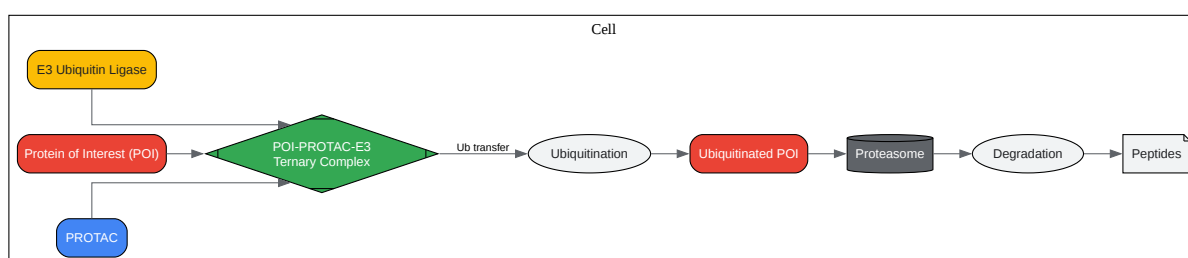 Cell
E3 Ubiquitin Ligase
Protein of Interest (POI)
PROTAC
POI-PROTAC-E3
Ternary Complex
Ub transfer
Ubiquitination
Ubiquitinated POI
Proteasome
Degradation
Peptides